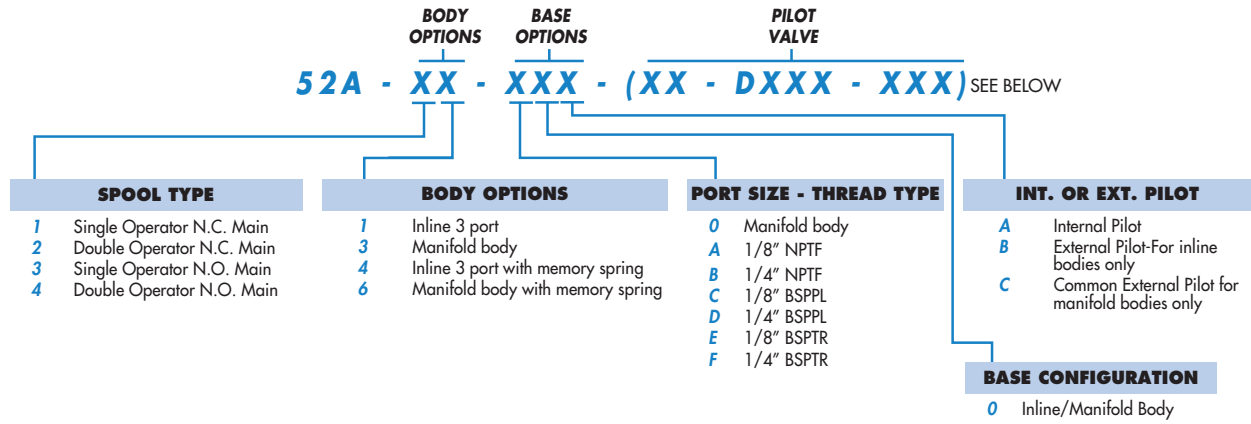 BODY OPTIONS
BASE OPTIONS
PILOT VALVE
52A - XX - XXX - (XX - DXXX - XXX) SEE BELOW
SPOOL TYPE
1 Single Operator N.C. Main
2 Double Operator N.C. Main
3 Single Operator N.O. Main
4 Double Operator N.O. Main
BODY OPTIONS
1 Inline 3 port
3 Manifold body
4 Inline 3 port with memory spring
6 Manifold body with memory spring
PORT SIZE - THREAD TYPE
0 Manifold body
A 1/8” NPTF
B 1/4” NPTF
C 1/8” BSPPL
D 1/4” BSPPL
E 1/8” BSPTR
F 1/4” BSPTR
INT. OR EXT. PILOT
A Internal Pilot
B External Pilot-For inline
bodies only
C Common External Pilot for
manifold bodies only
BASE CONFIGURATION
0 Inline/Manifold Body